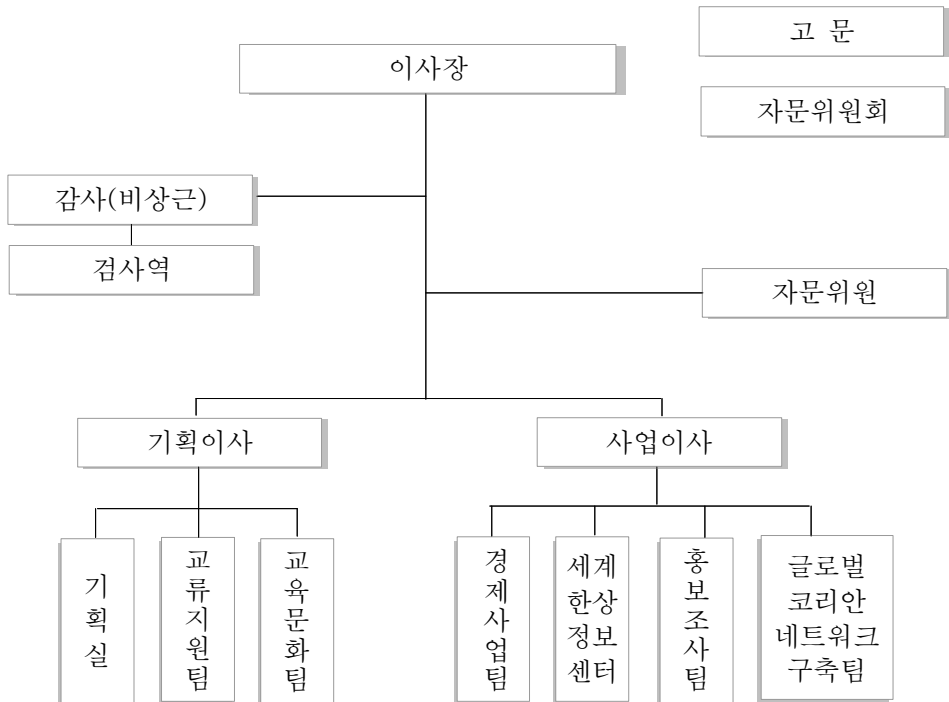 고 문
이사장
자문위원회
감사(비상근)
검사역
자문위원
기획이사
사업이사
기획실
교류지원팀
교육문화팀
경제사업팀
세계
한상
정보
센터
홍보조사팀
글로벌
코리안
네트워크
구축팀